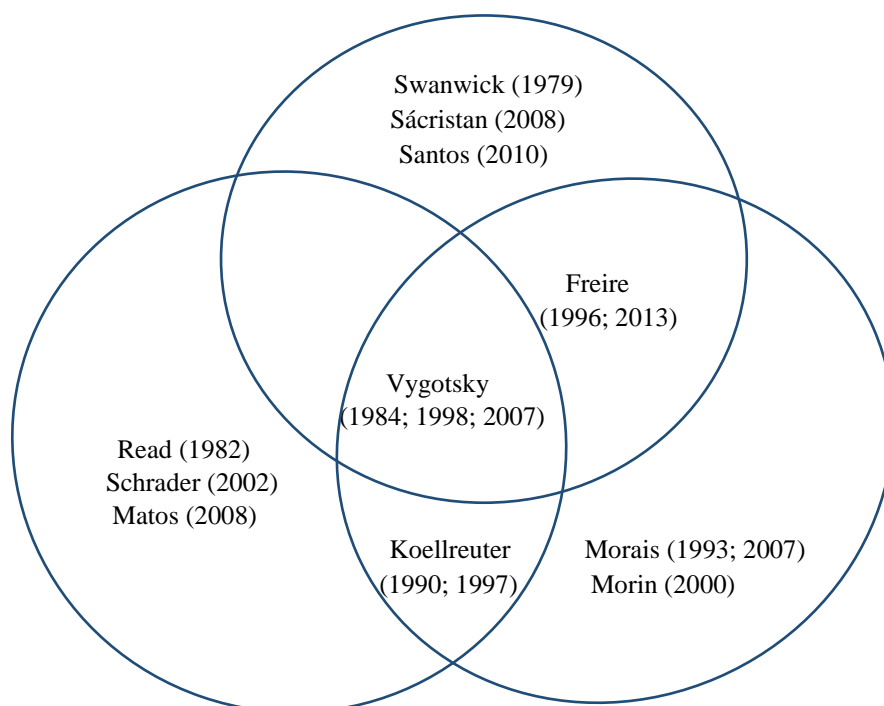 Swanwick (1979)
Sácristan (2008)
Santos (2010)
Freire
(1996; 2013)
Vygotsky
(1984; 1998; 2007)
Read (1982)
Schrader (2002)
Matos (2008)
Koellreuter
(1990; 1997)
Morais (1993; 2007)
Morin (2000)